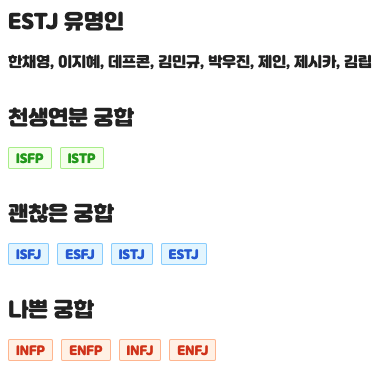 ESTJ 유명인
한채영, 이지혜, 데프콘, 김민규, 박우진, 제인, 제시카, 김립
천생연분 궁합
ISFP ISTP
괜찮은 궁합
ISFJ ESFJ ISTJ ESTJ
나쁜 궁합
INFP ENFP INFJ ENFJ